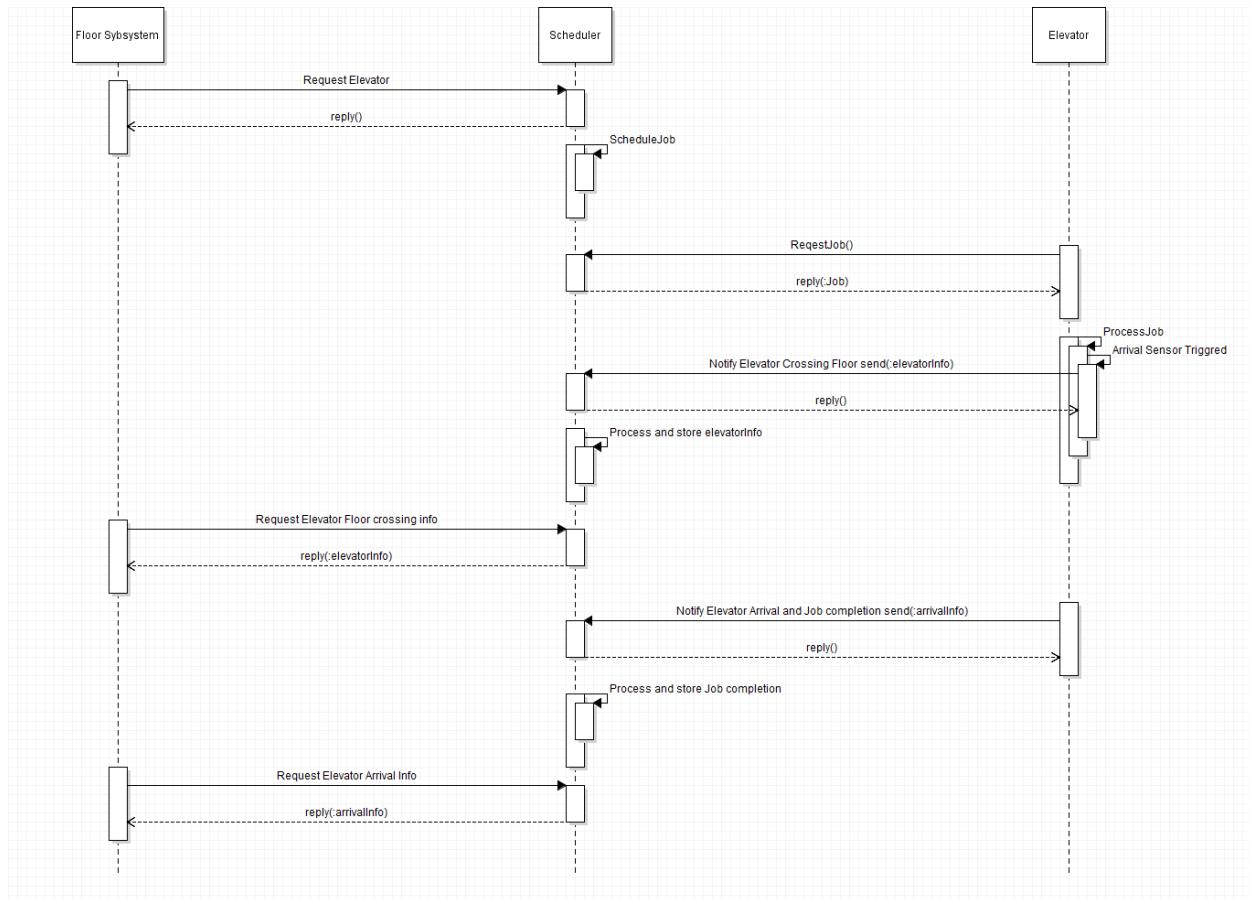 Floor Sybsystem
Scheduler
Elevator
Request Elevator
reply()
ScheduleJob
ReqestJob()
reply(:Job)
ProcessJob
Arrival Sensor Triggred
Notify Elevator Crossing Floor send(:elevatorInfo)
reply()
Process and store elevatorInfo
Request Elevator Floor crossing info
reply(:elevatorInfo)
Notify Elevator Arrival and Job completion send(:arrivalInfo)
reply()
Process and store Job completion
Request Elevator Arrival Info
reply(:arrivalInfo)